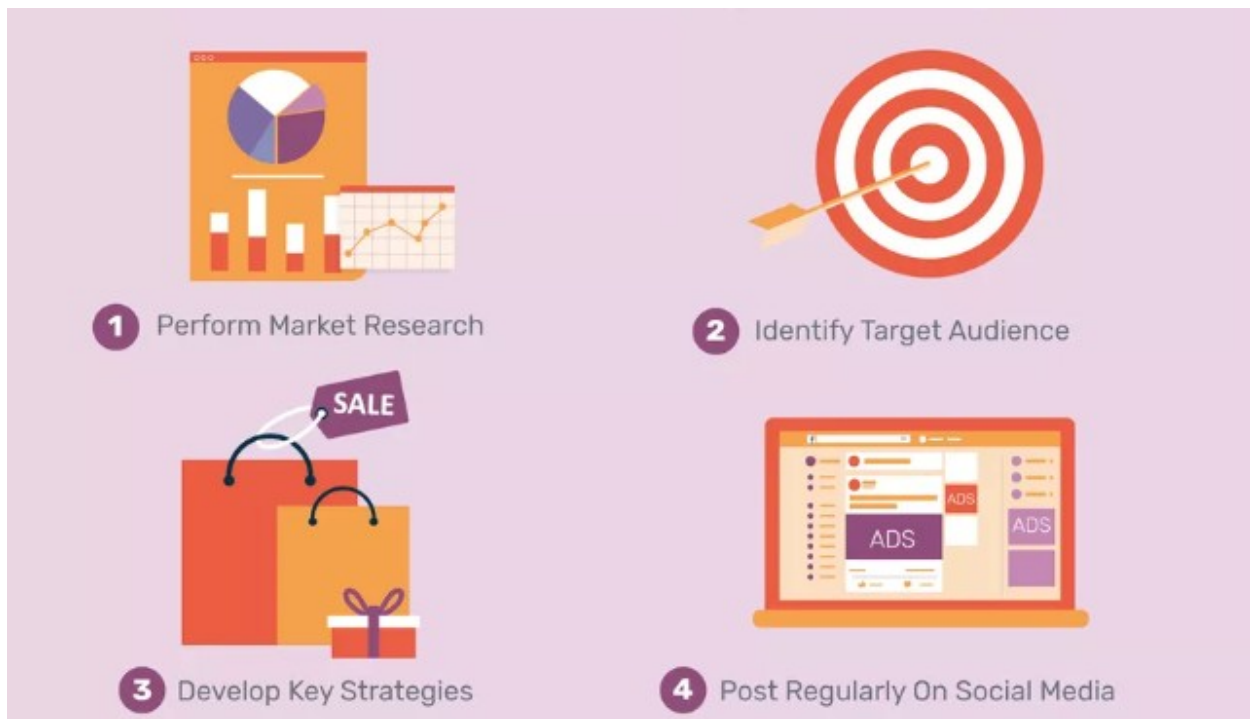 1 Perform Market Research
2 Identify Target Audience
SALE
3 Develop Key Strategies
ADS
ADS
ADS
4 Post Regularly On Social Media